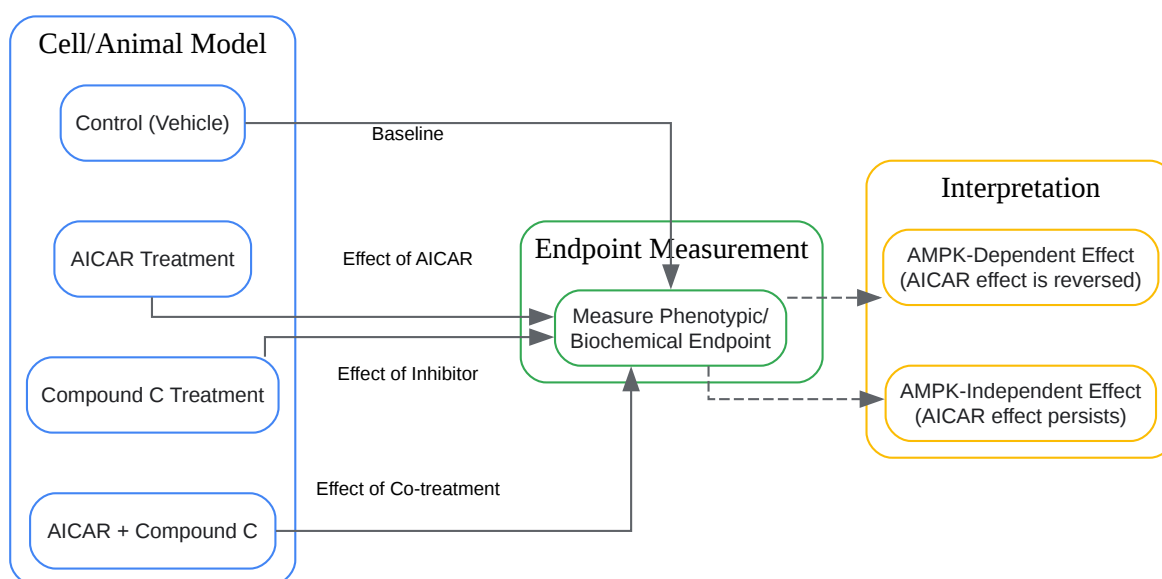 Cell/Animal Model
Control (Vehicle)
AICAR Treatment
Compound C Treatment
AICAR + Compound C
Baseline
Effect of AICAR
Effect of Inhibitor
Effect of Co-treatment
Endpoint Measurement
Measure Phenotypic/
Biochemical Endpoint
Interpretation
AMPK-Dependent Effect
(AICAR effect is reversed)
AMPK-Independent Effect
(AICAR effect persists)